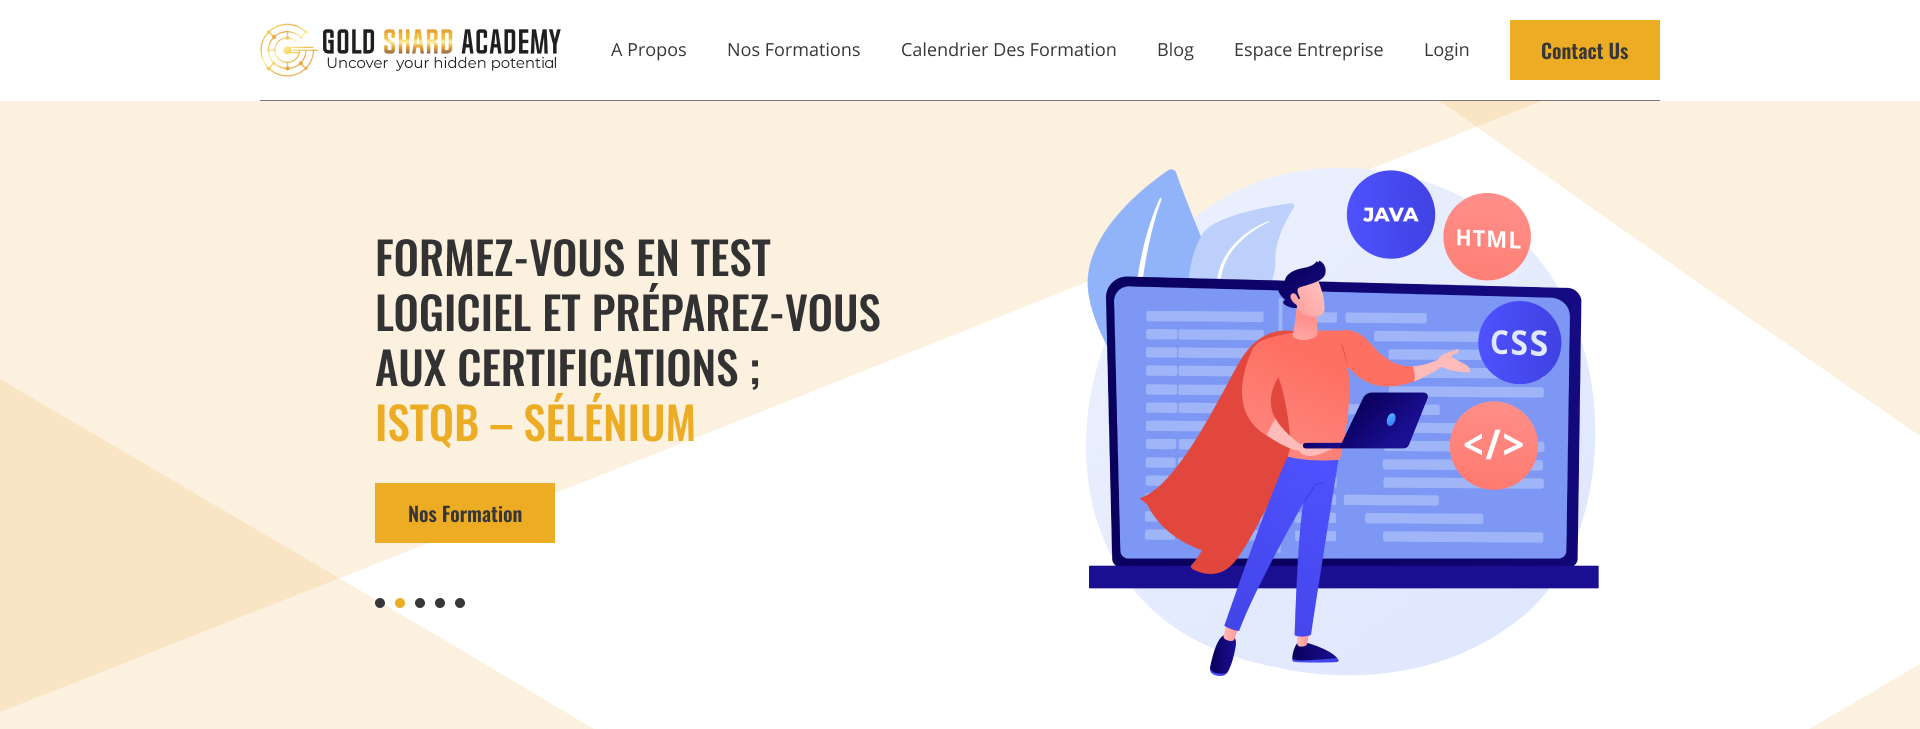 GOLD SHARD ACADEMY
Uncover your hidden potential
A Propos
Nos Formations
Calendrier Des Formation
Blog
Espace Entreprise
Login
Contact Us
FORMEZ-VOUS EN TEST
LOGICIEL ET PRÉPAREZ-VOUS
AUX CERTIFICATIONS ;
ISTQB – SÉLÉNIUM
Nos Formation
JAVA
HTML
CSS
</>